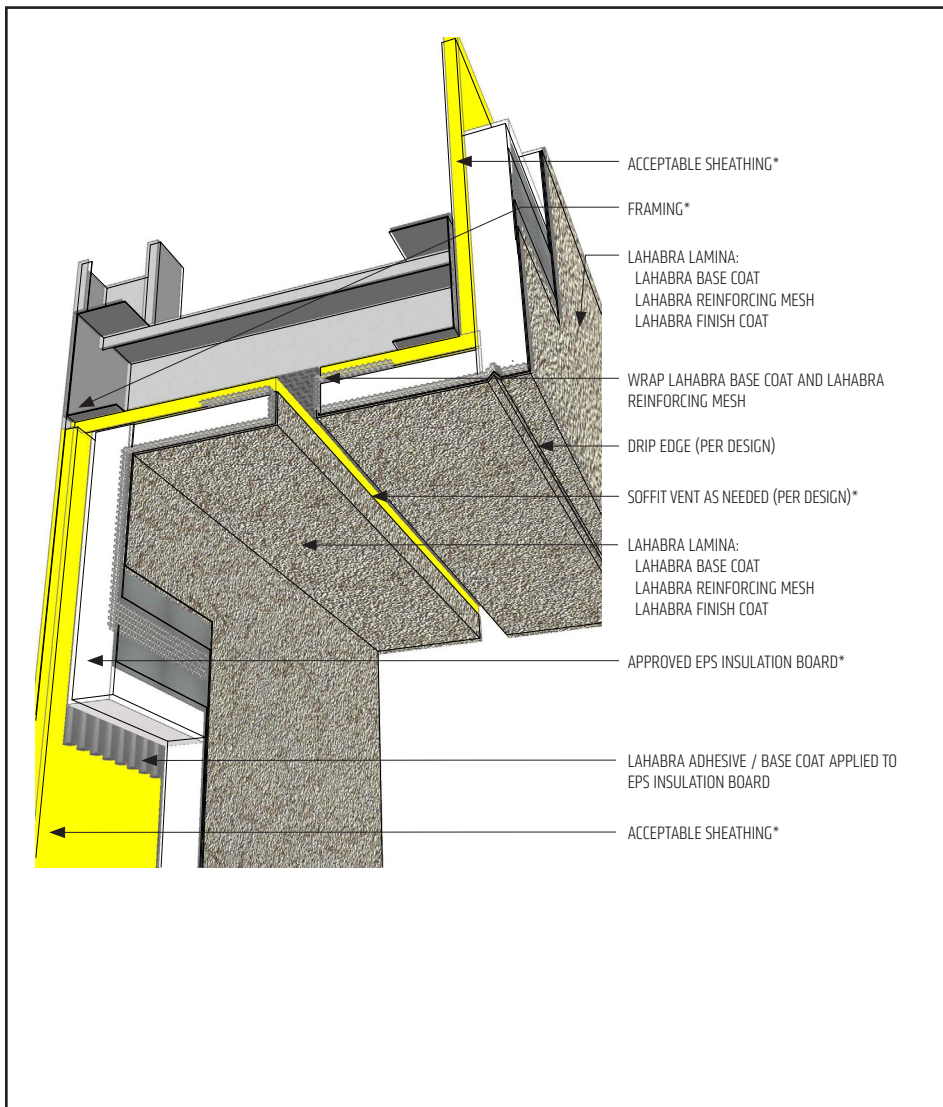 ACCEPTABLE SHEATHING*
FRAMING*
LAHABRA LAMINA:
LAHABRA BASE COAT
LAHABRA REINFORCING MESH
LAHABRA FINISH COAT
WRAP LAHABRA BASE COAT AND LAHABRA
REINFORCING MESH
DRIP EDGE (PER DESIGN)
SOFFIT VENT AS NEEDED (PER DESIGN)*
LAHABRA LAMINA:
LAHABRA BASE COAT
LAHABRA REINFORCING MESH
LAHABRA FINISH COAT
APPROVED EPS INSULATION BOARD*
LAHABRA ADHESIVE / BASE COAT APPLIED TO
EPS INSULATION BOARD
ACCEPTABLE SHEATHING*